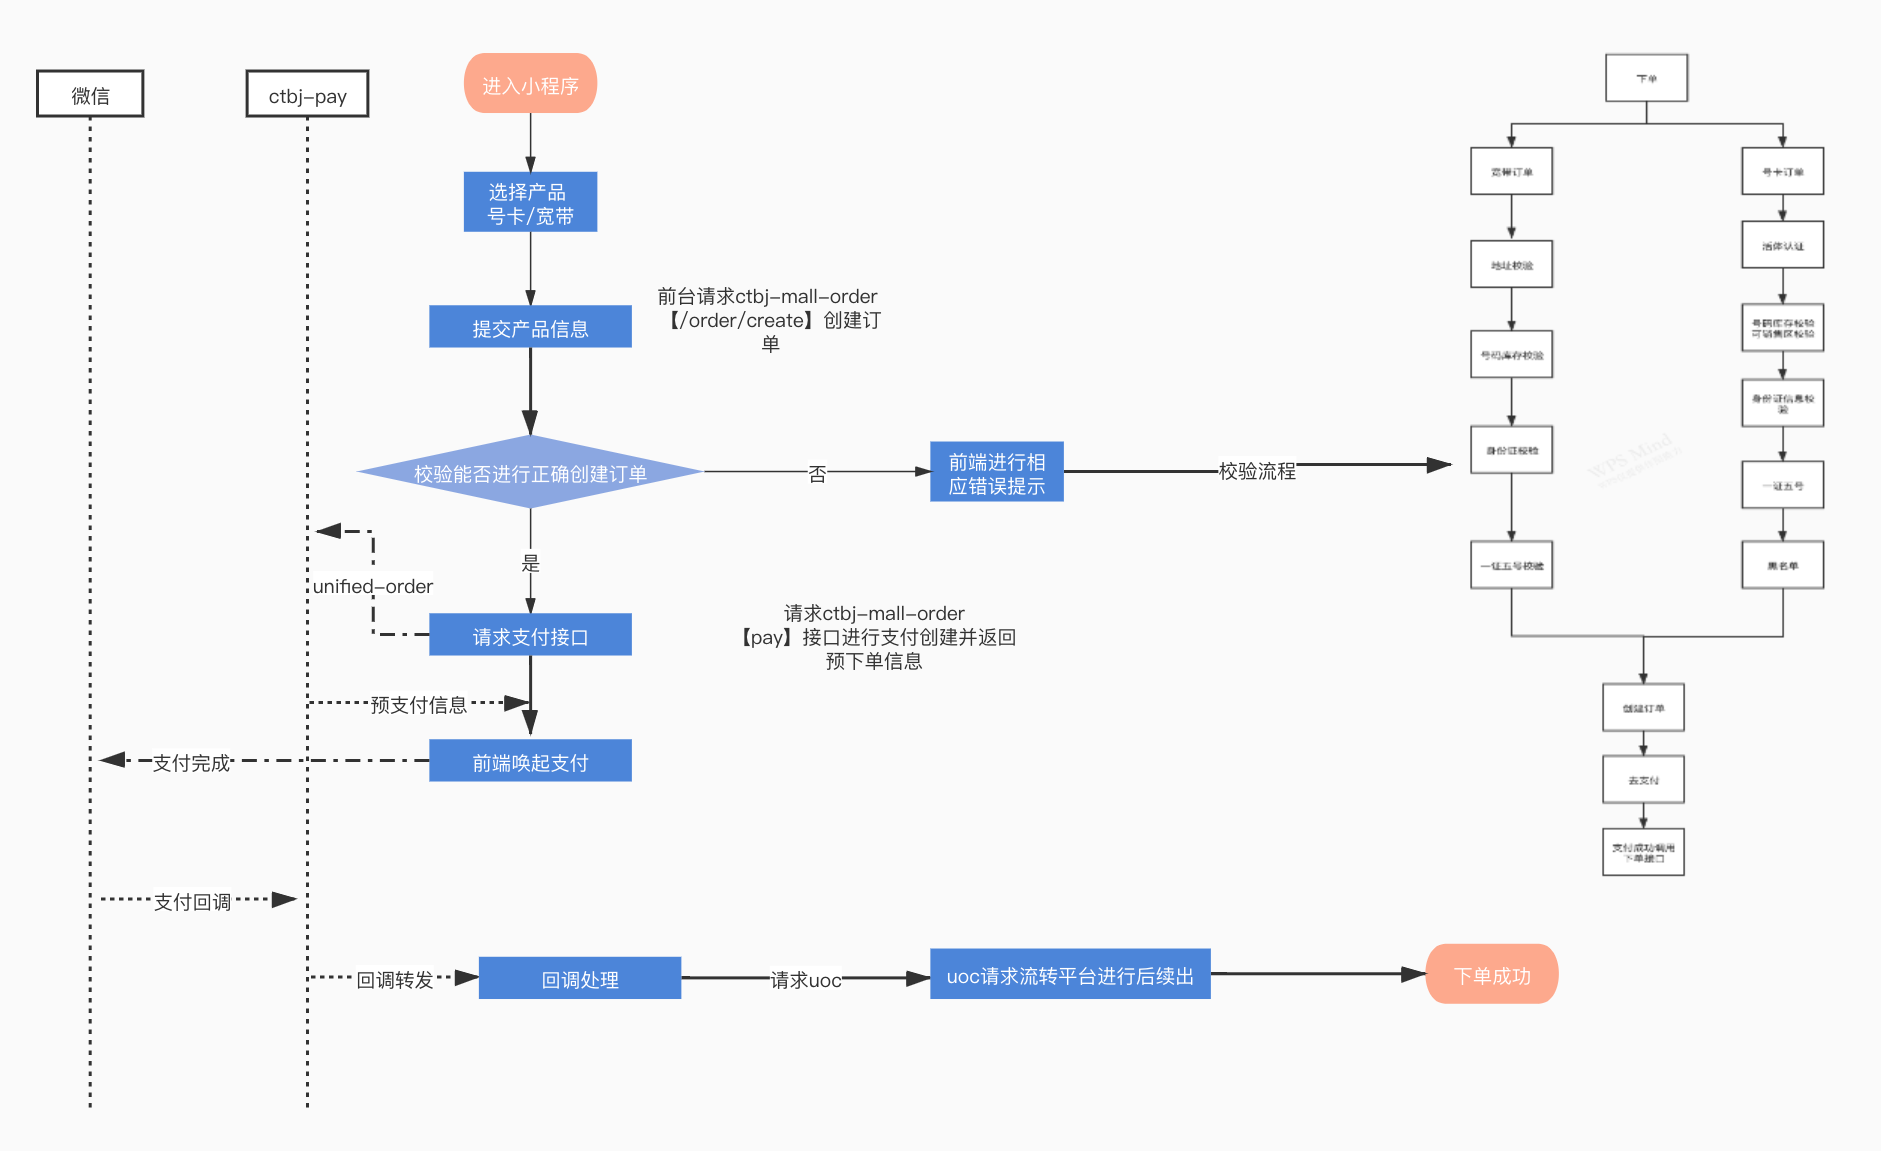 微信
ctbj-pay
进入小程序
选择产品
号卡/宽带
提交产品信息
前台请求ctbj-mall-order
【/order/create】创建订
单
校验能否进行正确创建订单
否
前端进行相
应错误提示
校验流程
是
unified-order
请求支付接口
请求ctbj-mall-order
【pay】接口进行支付创建并返回
预下单信息
预支付信息
支付完成
前端唤起支付
支付回调
回调转发
回调处理
请求uoc
uoc请求流转平台进行后续出
下单成功
下单
宽带订单
地址校验
号码库存校验
身份证校验
一证五号校验
号卡订单
活体认证
号码库存校验
可销售区校验
身份证信息校
验
一证五号
黑名单
创建订单
去支付
支付成功调用
下单接口
WPS Mind